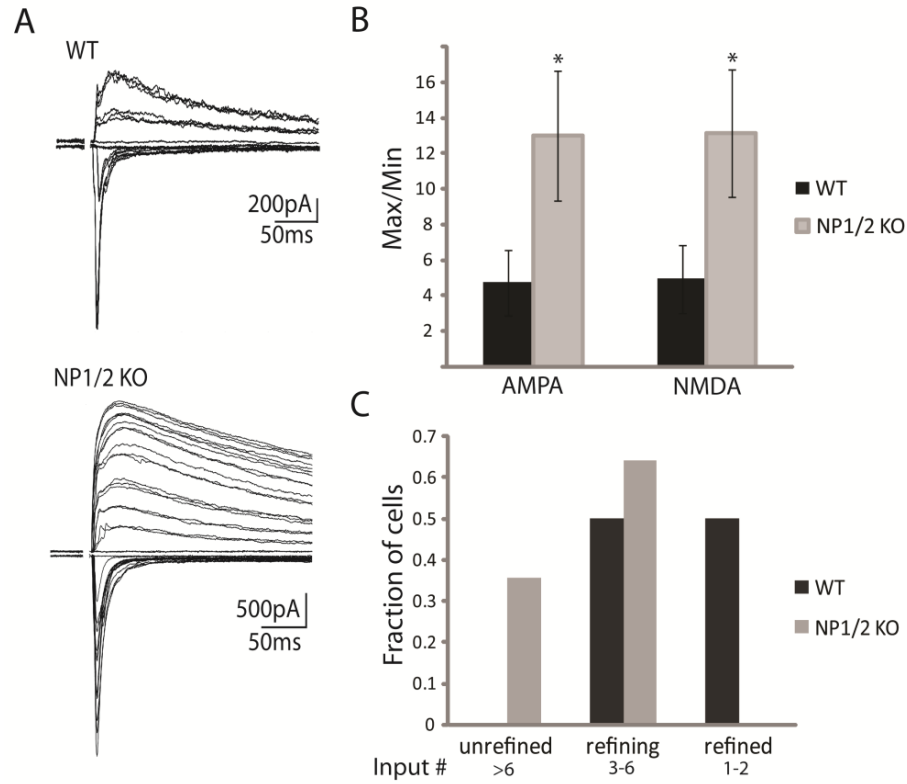 A
WT
200pA
50ms
NP1/2 KO
500pA
50ms
B
Max/Min
16
14
12
10
8
6
4
2
*
*
AMPA
NMDA
WT
NP1/2 KO
C
Fraction of cells
0.7
0.6
0.5
0.4
0.3
0.2
0.1
0
unrefined
refining
refined
Input #
>6
3-6
1-2
WT
NP1/2 KO